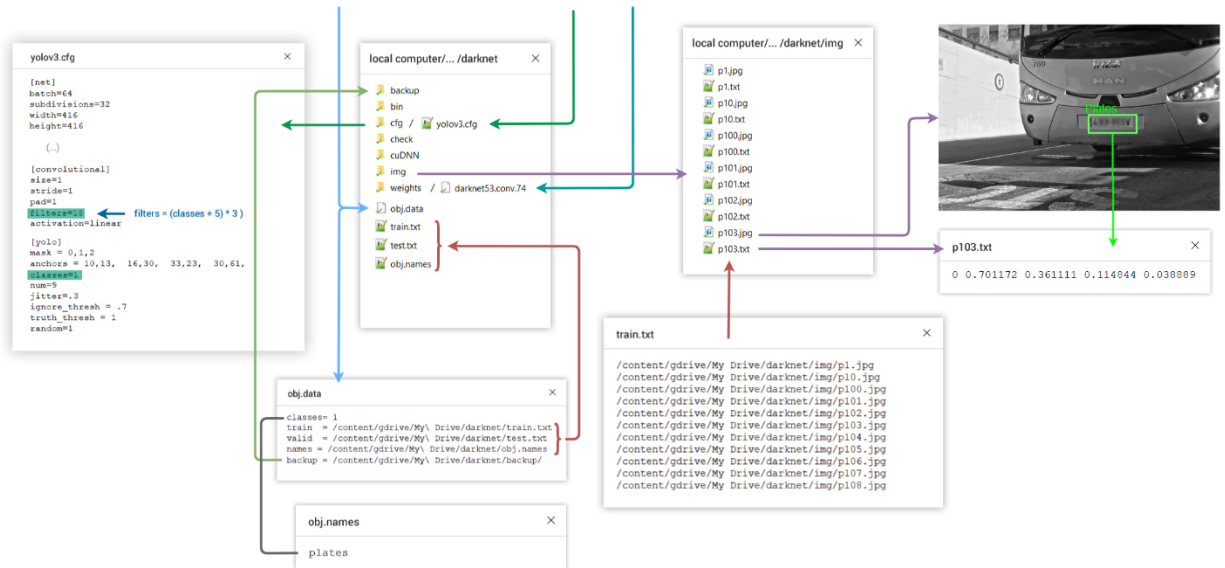 yolov3.cfg
[net]
batch=64
subdivisions=32
width=416
height=416
(...)
[convolutional]
size=1
stride=1
pad=1
filters=18
filters = (classes + 5) * 3 )
activation=linear
[yolo]
mask = 0,1,2
anchors = 10,13,  16,30,  33,23,  30,61,
classes=1
num=9
jitter=.3
ignore_thresh = .7
truth_thresh = 1
random=1
local computer/... /darknet
backup
bin
cfg / yolov3.cfg
check
cuDNN
img
weights / darknet53.conv.74
obj.data
train.txt
test.txt
obj.names
local computer/... /darknet/img
p1.jpg
p1.txt
p10.jpg
p10.txt
p100.jpg
p100.txt
p101.jpg
p101.txt
p102.jpg
p102.txt
p103.jpg
p103.txt
769
MAN
Plates
p103.txt
0 0.701172 0.361111 0.114844 0.038889
train.txt
/content/gdrive/My Drive/darknet/img/p1.jpg
/content/gdrive/My Drive/darknet/img/p10.jpg
/content/gdrive/My Drive/darknet/img/p100.jpg
/content/gdrive/My Drive/darknet/img/p101.jpg
/content/gdrive/My Drive/darknet/img/p102.jpg
/content/gdrive/My Drive/darknet/img/p103.jpg
/content/gdrive/My Drive/darknet/img/p104.jpg
/content/gdrive/My Drive/darknet/img/p105.jpg
/content/gdrive/My Drive/darknet/img/p106.jpg
/content/gdrive/My Drive/darknet/img/p107.jpg
/content/gdrive/My Drive/darknet/img/p108.jpg
obj.data
classes= 1
train  = /content/gdrive/My\ Drive/darknet/train.txt
valid  = /content/gdrive/My\ Drive/darknet/test.txt
names = /content/gdrive/My\ Drive/darknet/obj.names
backup = /content/gdrive/My\ Drive/darknet/backup/
obj.names
plates